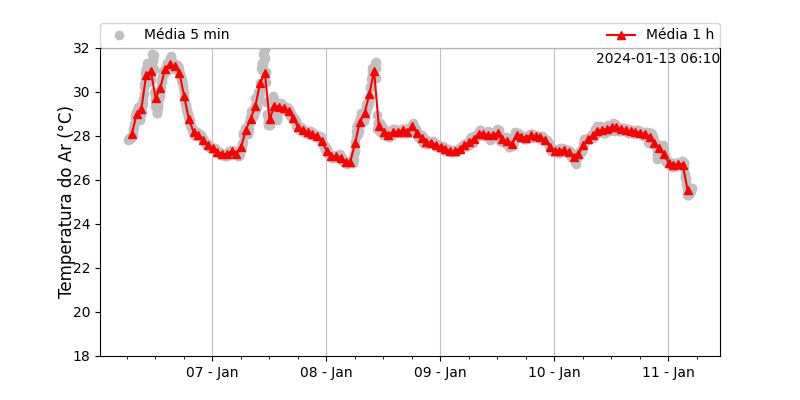 Média 5 min
Média 1 h
2024-01-13 06:10
Temperatura do Ar (°C)
32
30
28
26
24
22
20
18
07 - Jan
08 - Jan
09 - Jan
10 - Jan
11 - Jan